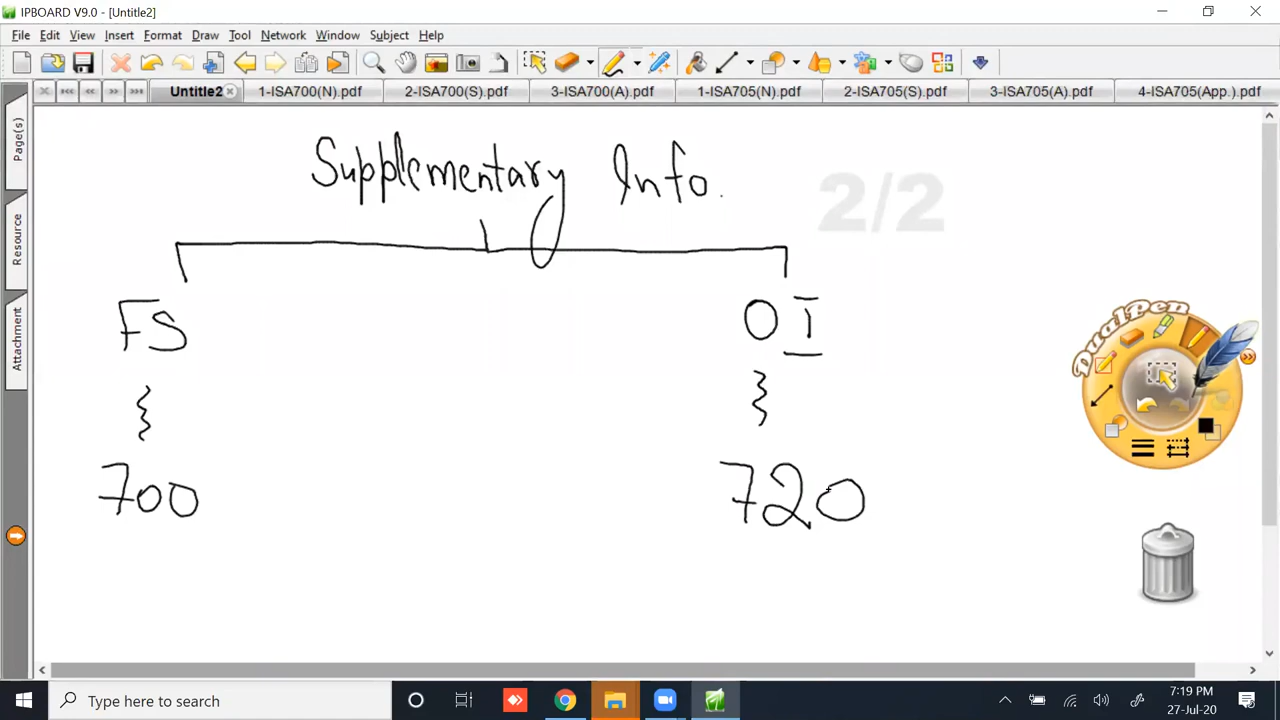 IPBOARD V9.0 - [Untitle2]
File Edit View Insert Format Draw Tool Network Window Subject Help
Untitle2 1-ISA700(N).pdf 2-ISA700(S).pdf 3-ISA700(A).pdf 1-ISA705(N).pdf 2-ISA705(S).pdf 3-ISA705(A).pdf 4-ISA705(App.).pdf
Page(s)
Resource
Attachment
Supplementary Info.
2/2
FS OI
700 720
Dualpen
Type here to search
7:19 PM
27-Jul-20